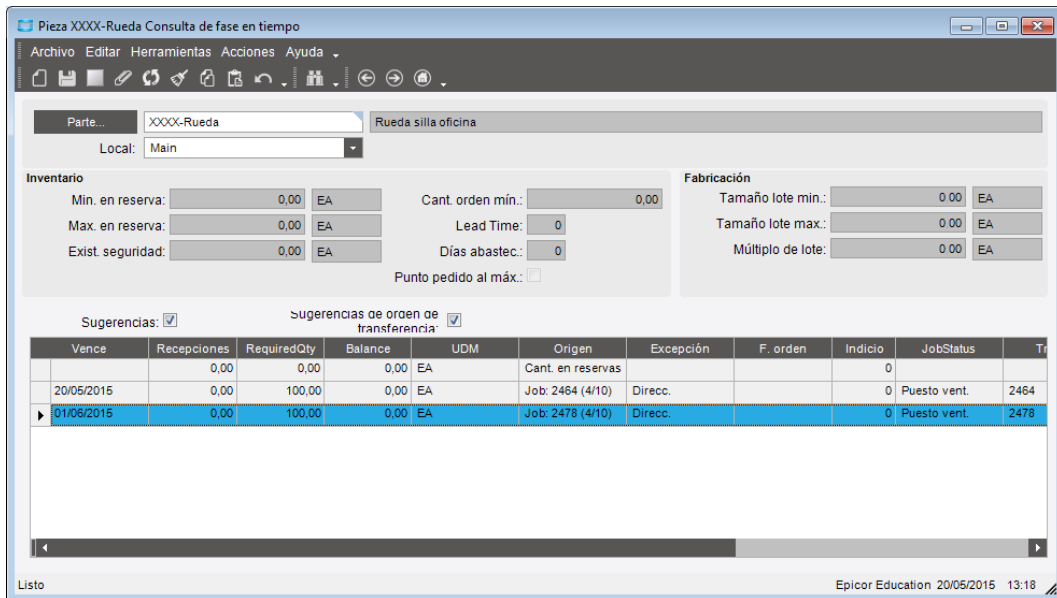 Pieza XXXX-Rueda Consulta de fase en tiempo
Archivo Editar Herramientas Acciones Ayuda
Parte... XXXX-Rueda Rueda silla oficina
Local: Main
Inventario Fabricación
Min. en reserva: 0,00 EA Cant. orden mín.: 0,00 Tamaño lote min.: 0 00 EA
Max. en reserva: 0,00 EA Lead Time: 0 Tamaño lote max.: 0 00 EA
Exist. seguridad: 0,00 EA Días abastec.: 0 Múltiplo de lote: 0 00 EA
Punto pedido al máx.:
Sugerencias: Sugerencias de orden de transferencia:
Vence Recepciones RequiredQty Balance UDM Origen Excepción F. orden Indicio JobStatus Tr
0,00 0,00 0,00 EA Cant. en reservas 0
20/05/2015 0,00 100,00 0,00 EA Job: 2464 (4/10) Direcc. 0 Puesto vent. 2464
01/06/2015 0,00 100,00 0,00 EA Job: 2478 (4/10) Direcc. 0 Puesto vent. 2478
Listo Epicor Education 20/05/2015 13:18